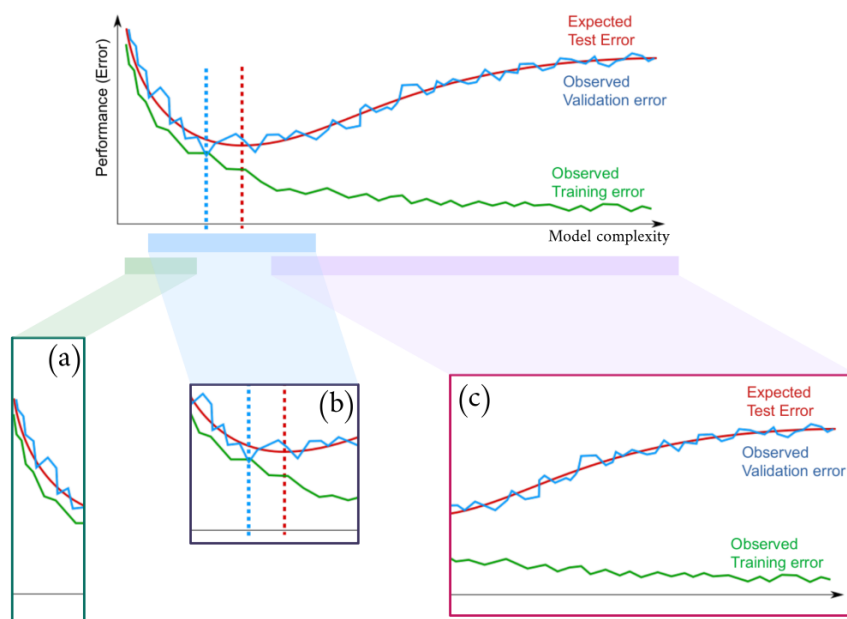 Performance (Error)
Expected
Test Error
Observed
Validation error
Observed
Training error
Model complexity
(a)
(b)
(c)
Expected
Test Error
Observed
Validation error
Observed
Training error